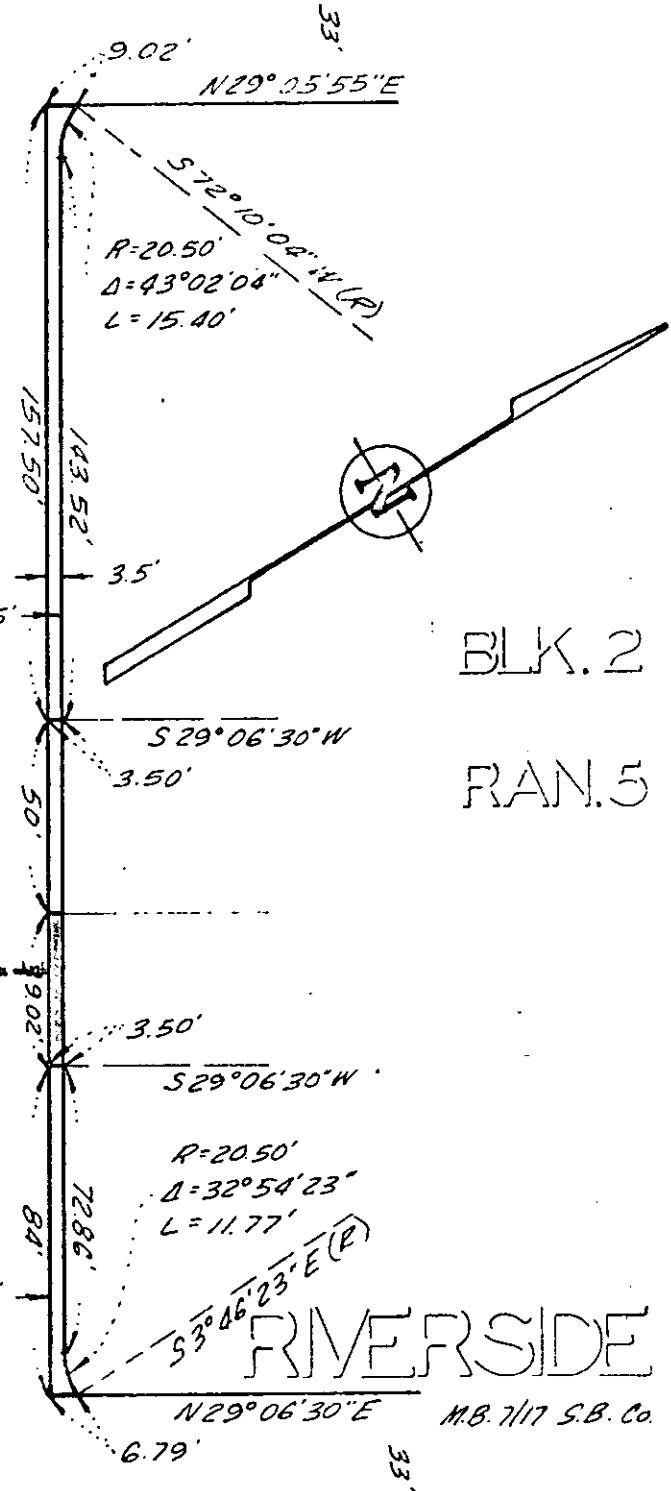 33'
9.02'
N29°05'55"E
S72°10'04"W (R)
R=20.50'
Δ=43°02'04"
L=15.40'
157.50'
143.52'
3.5'
N
BLK. 2
S 29°06'30"W
3.50'
RAN. 5
50'
39.02'
3.50'
S 29°06'30"W
R=20.50'
Δ=32°54'23"
L=11.77'
84'
72.86'
S3°46'23"E (R)
RIVERSIDE
N29°06'30"E
M.B. 7/17 S.B. Co.
6.79'
33'